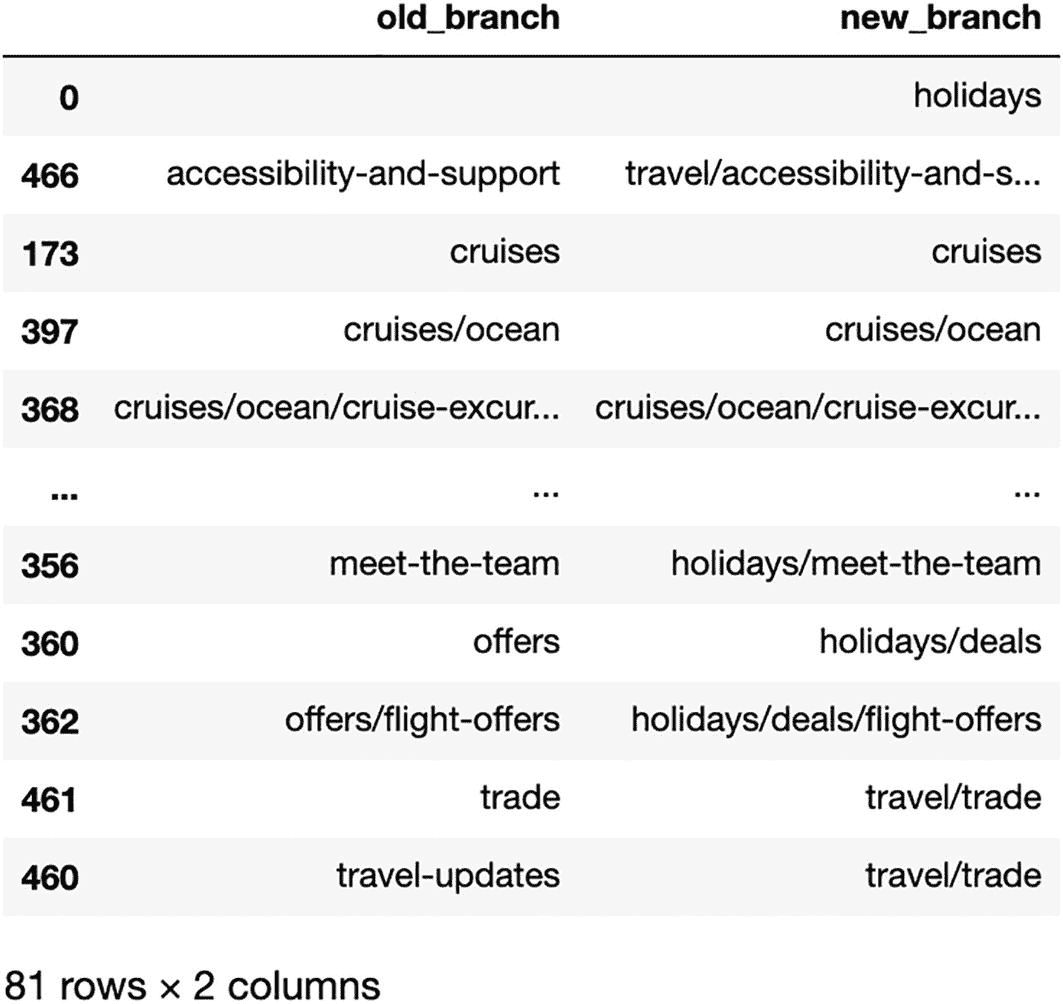 old_branch new_branch
0 holidays
466 accessibility-and-support travel/accessibility-and-s...
173 cruises cruises
397 cruises/ocean cruises/ocean
368 cruises/ocean/cruise-excur... cruises/ocean/cruise-excur...
... ... ...
356 meet-the-team holidays/meet-the-team
360 offers holidays/deals
362 offers/flight-offers holidays/deals/flight-offers
461 trade travel/trade
460 travel-updates travel/trade
81 rows × 2 columns